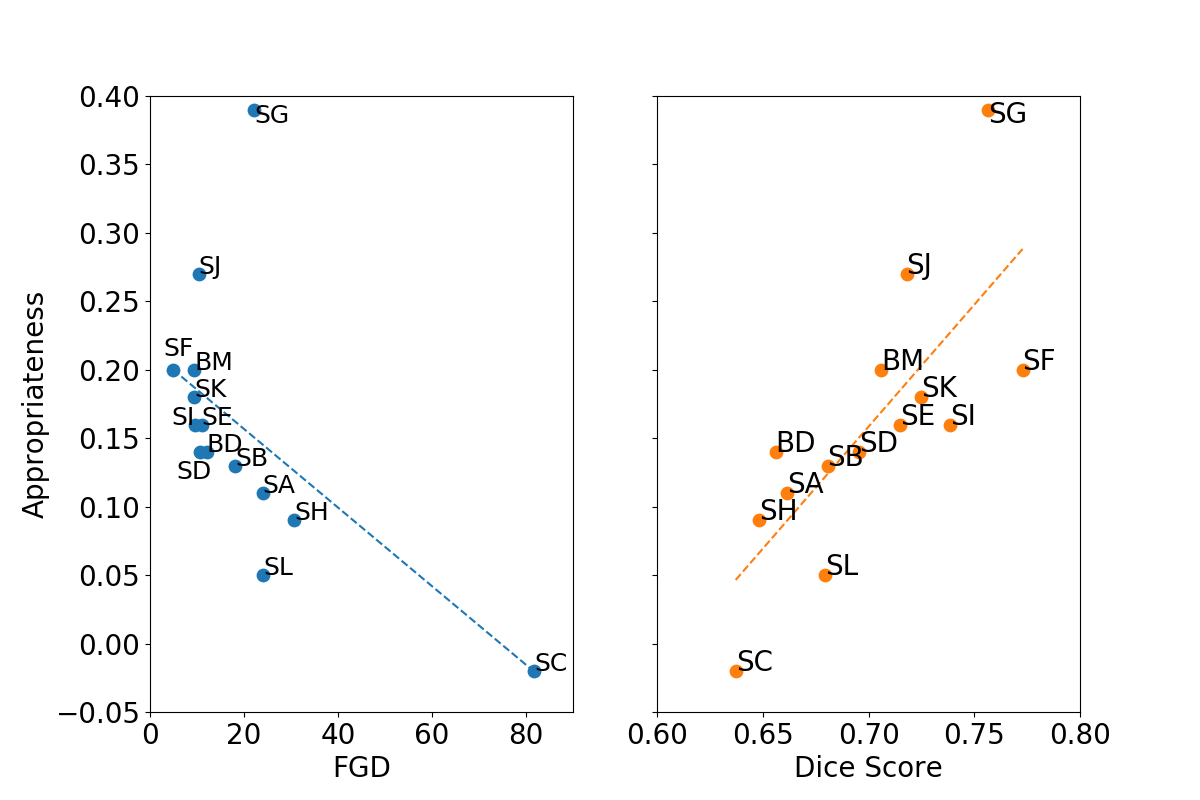 0.40
0.35
0.30
0.25
0.20
0.15
0.10
0.05
0.00
−0.05
Appropriateness
SG
SJ
SF
BM
SK
SI
SE
BD
SD
SB
SA
SH
SL
SC
0
20
40
60
80
FGD
SG
SJ
BM
SF
SK
SE
SI
BD
SB
SD
SA
SH
SL
SC
0.60
0.65
0.70
0.75
0.80
Dice Score